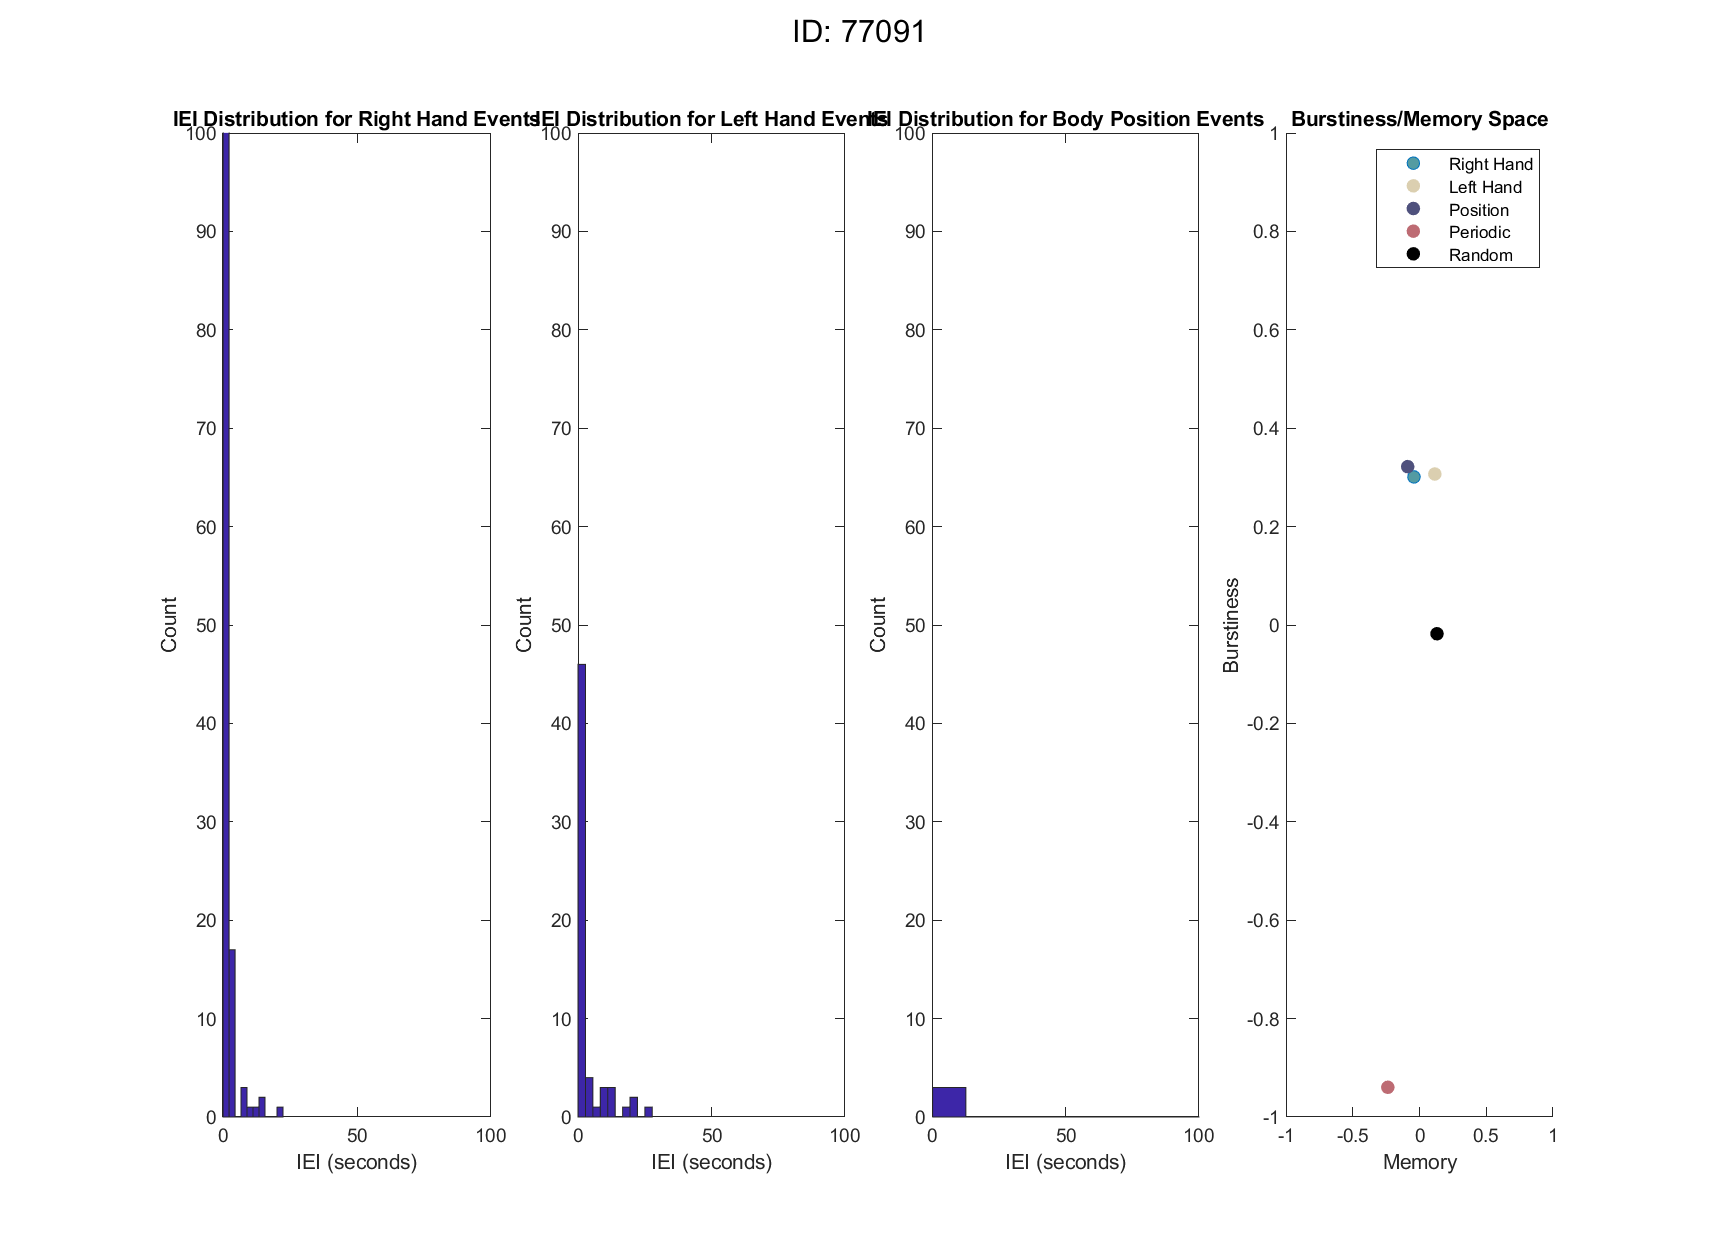 ID: 77091
IEI Distribution for Right Hand Events
100
90
80
70
60
50
40
30
20
10
0
0 50 100
Count
IEI (seconds)
IEI Distribution for Left Hand Events
100
90
80
70
60
50
40
30
20
10
0
0 50 100
Count
IEI (seconds)
IEI Distribution for Body Position Events
100
90
80
70
60
50
40
30
20
10
0
0 50 100
Count
IEI (seconds)
Burstiness/Memory Space
1
0.8
0.6
0.4
0.2
0
-0.2
-0.4
-0.6
-0.8
-1
-1 -0.5 0 0.5 1
Burstiness
Memory
Right Hand
Left Hand
Position
Periodic
Random